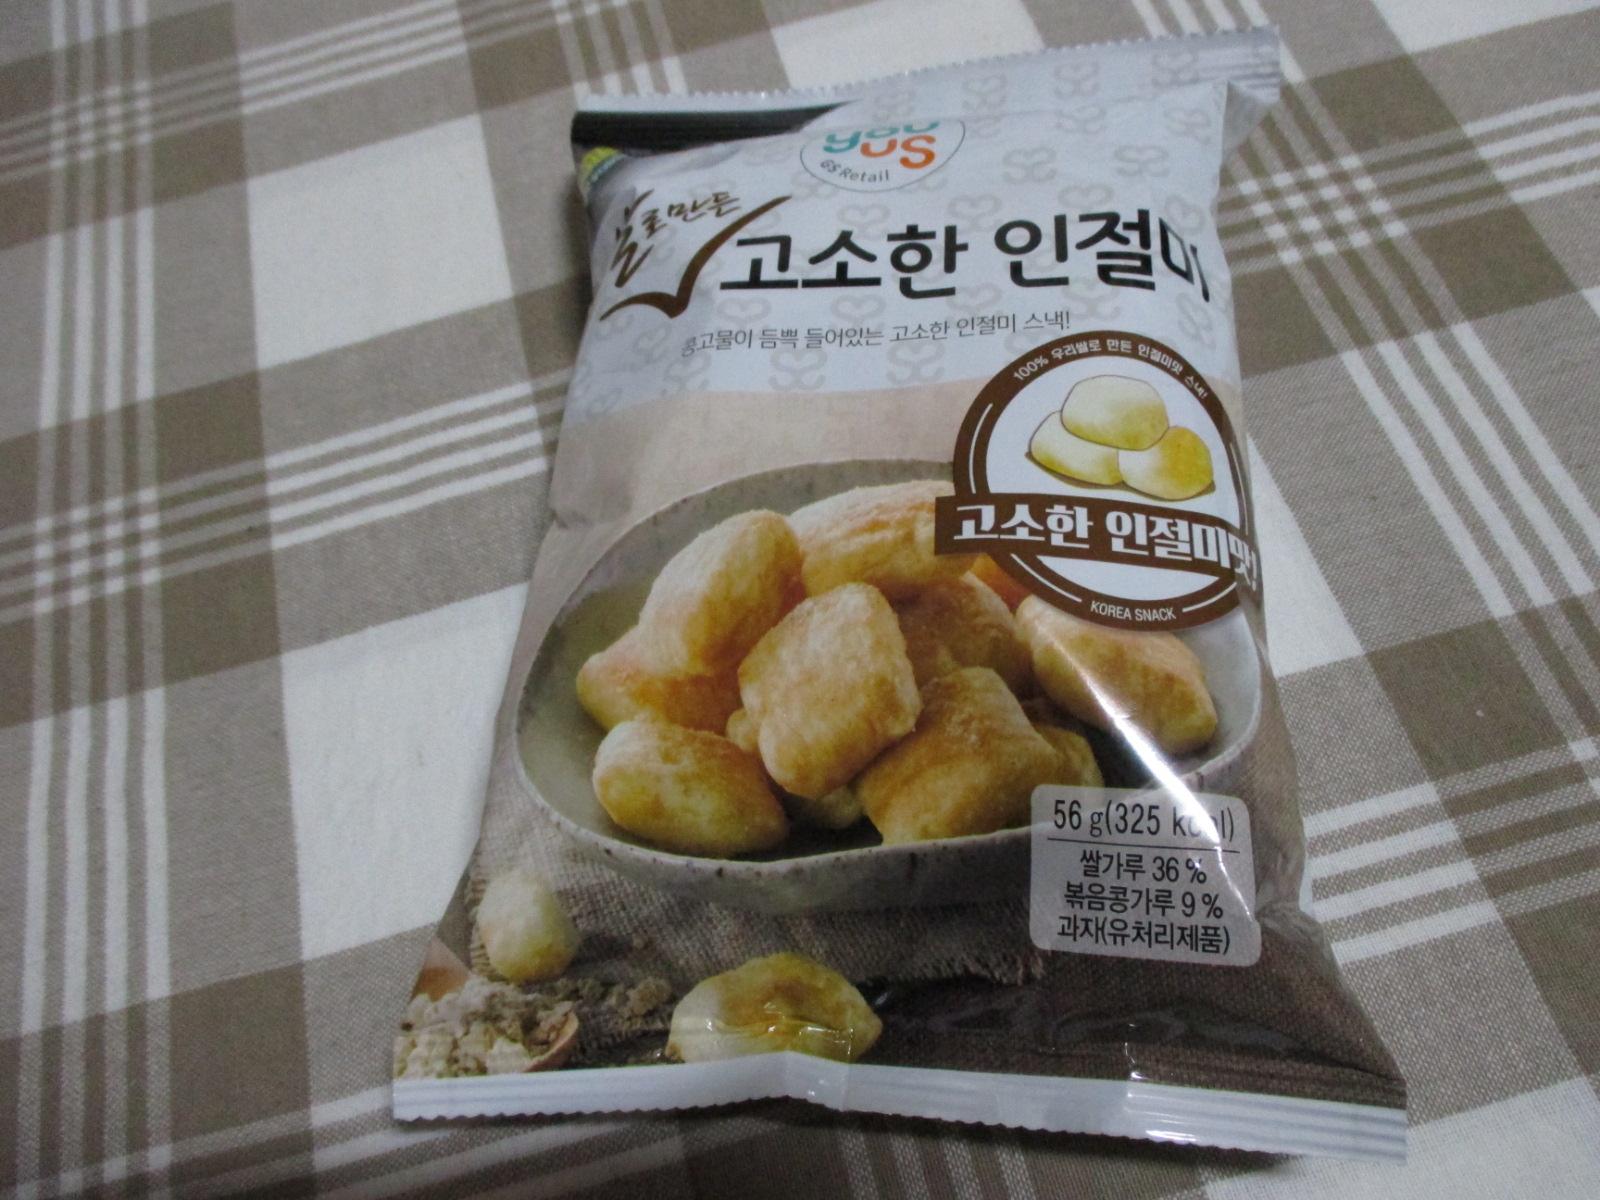 you
us
GS Retail
쌀로만든
고소한 인절미
콩고물이 듬뿍 들어있는 고소한 인절미 스낵!
100% 우리쌀로 만든 인절미맛 스낵!
고소한 인절미맛!
KOREA SNACK
56 g(325 kcal)
쌀가루 36 %
볶음콩가루 9 %
과자(유처리제품)